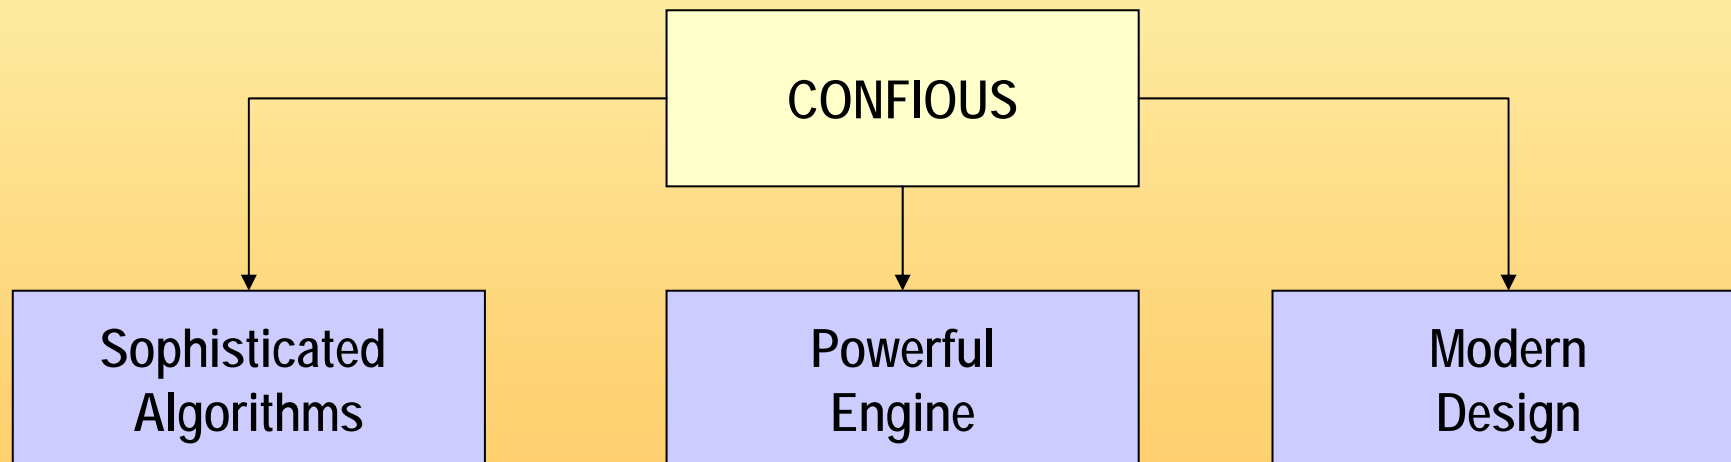 CONFIOUS
Sophisticated
Algorithms
Powerful
Engine
Modern
Design